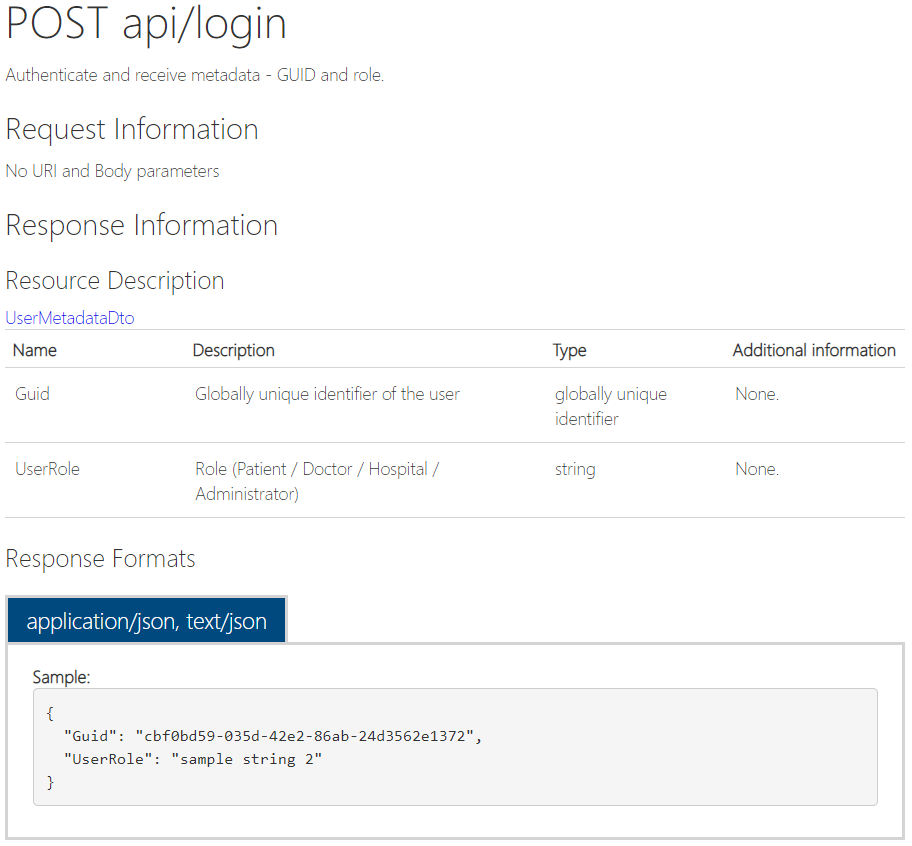 POST api/login
Authenticate and receive metadata - GUID and role.
Request Information
No URI and Body parameters
Response Information
Resource Description
UserMetadataDto
Name Description Type Additional information
Guid Globally unique identifier of the user globally unique None.
identifier
UserRole Role (Patient / Doctor / Hospital / string None.
Administrator)
Response Formats
application/json, text/json
Sample:
{
"Guid": "cbf0bd59-035d-42e2-86ab-24d3562e1372",
"UserRole": "sample string 2"
}